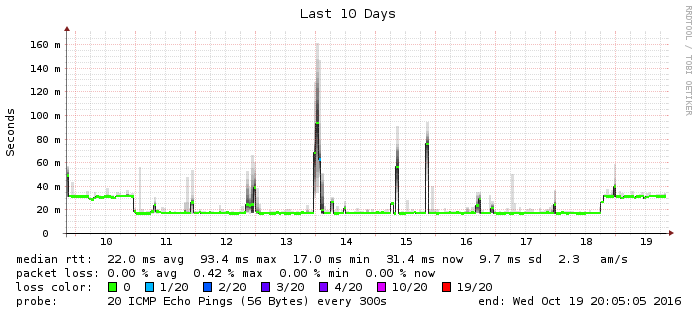 Last 10 Days
RRDTOOL / TOBI OETIKER
Seconds
160 m
140 m
120 m
100 m
80 m
60 m
40 m
20 m
0
10 11 12 13 14 15 16 17 18 19
median rtt: 22.0 ms avg 93.4 ms max 17.0 ms min 31.4 ms now 9.7 ms sd 2.3 am/s
packet loss: 0.00 % avg 0.42 % max 0.00 % min 0.00 % now
loss color: 0 1/20 2/20 3/20 4/20 10/20 19/20
probe: 20 ICMP Echo Pings (56 Bytes) every 300s end: Wed Oct 19 20:05:05 2016